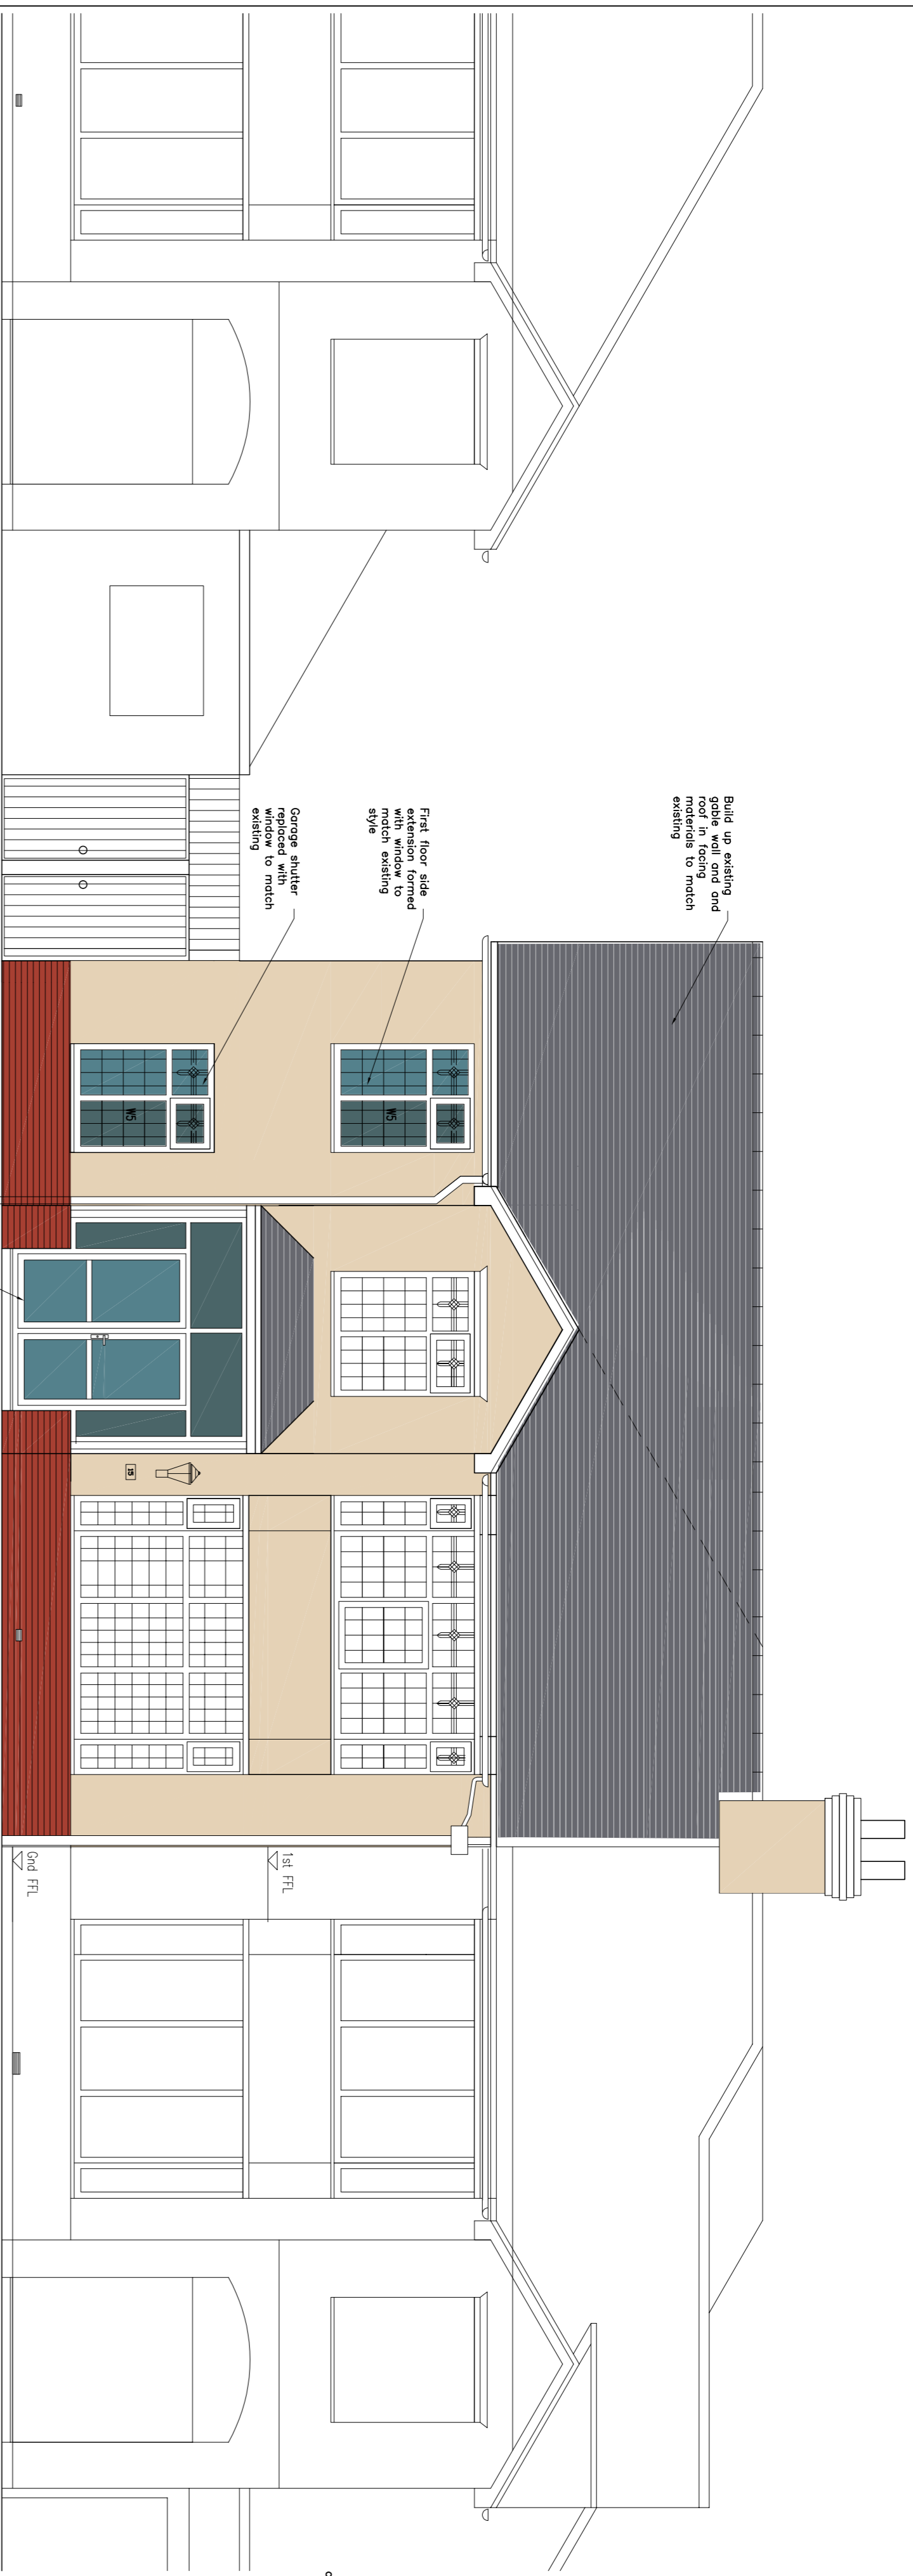 Build up existing
gable wall and and
roof in facing
materials to match
existing
First floor side
extension formed
with window to
match existing
style
Garage shutter
replaced with
window to match
existing
W5
W5
15
1st FFL
Gnd FFL